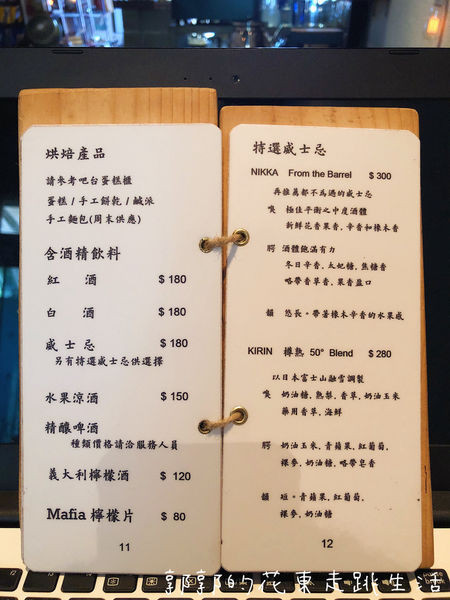 烘焙產品
請參考吧台蛋糕櫃
蛋糕/手工餅乾/鹹派
手工麵包(周末供應)
含酒精飲料
紅 酒 $ 180
白 酒 $ 180
威 士 忌 $ 180
另有特選威士忌供選擇
水果涼酒 $ 150
精釀啤酒
種類價格請洽服務人員
義大利檸檬酒 $ 120
Mafia 檸檬片 $ 80
11
特選威士忌
NIKKA From the Barrel $ 300
再推薦都不為過的威士忌
嗅 極佳平衡之中度酒體
新鮮花香果香,辛香和橡木香
腭 酒體飽滿有力
冬日辛香,太妃糖,焦糖香
略帶香草香,果香盈口
韻 悠長。帶著橡木辛香的水果感
KIRIN 樽熟 50° Blend $ 280
以日本富士山融雪調製
嗅 奶油糖,熟梨,香草,奶油玉米
藥用香草,海鮮
腭 奶油玉米,青蘋果,紅葡萄,
裸麥,奶油糖,略帶皂香
韻 短。青蘋果,紅葡萄,
裸麥,奶油糖
12
郭郭的花東走跳生活